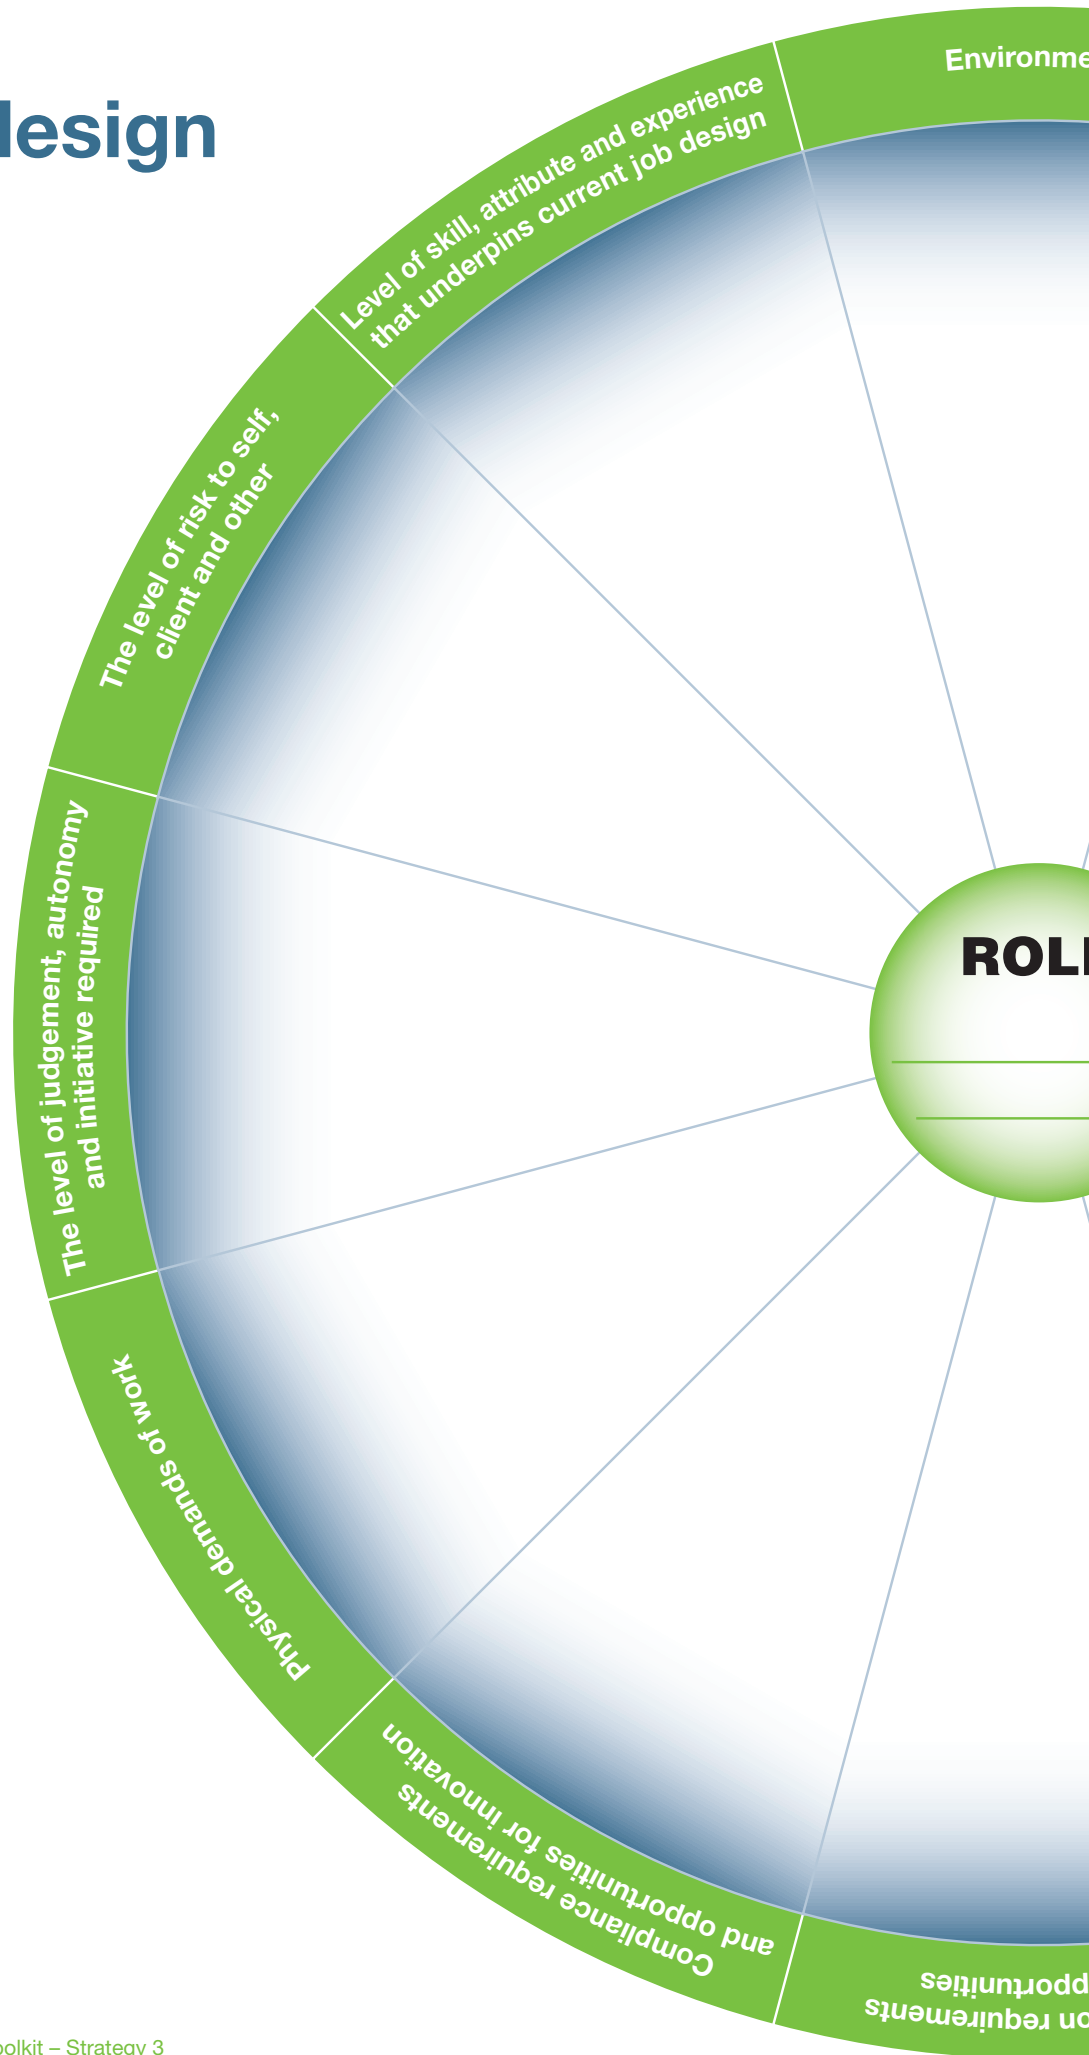 design
Environme
Level of skill, attribute and experience
that underpins current job design
The level of risk to self,
client and other
The level of judgement, autonomy
and initiative required
Physical demands of work
Compliance requirements
and opportunities for innovation
on requirements
pportunities
ROLE
oolkit – Strategy 3